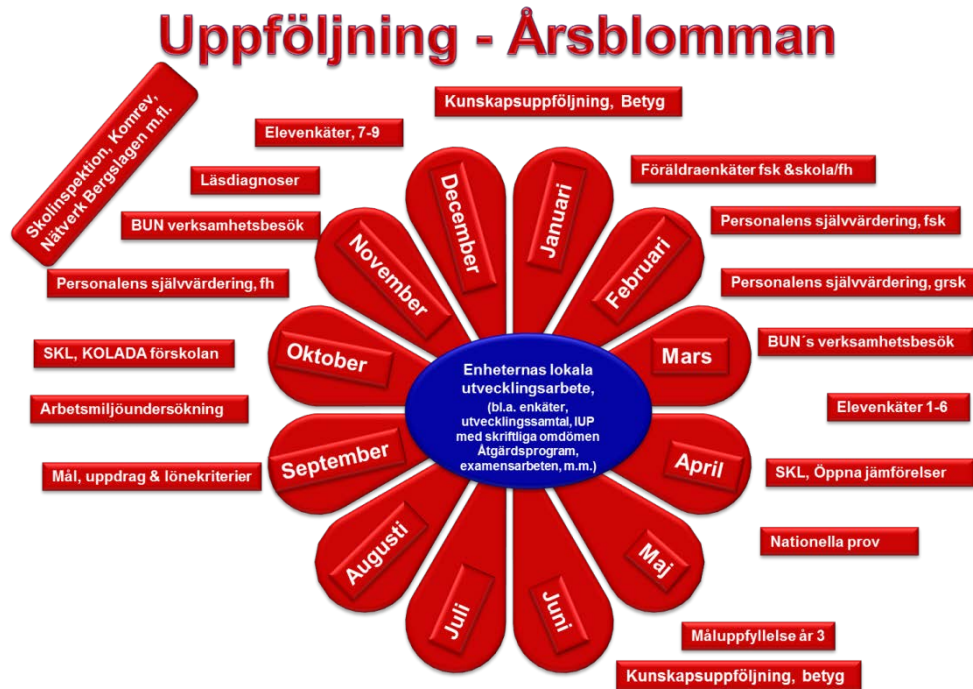 Uppföljning - Årsblomman
Skolinspektion, Komrev,
Nätverk Bergslagen m.fl.
Kunskapsuppföljning, Betyg
Elevenkäter, 7-9
Läsdiagnoser
BUN verksamhetsbesök
Personalens självvärdering, fh
SKL, KOLADA förskolan
Arbetsmiljöundersökning
Mål, uppdrag & lönekriterier
Föräldraenkäter fsk &skola/fh
Personalens självvärdering, fsk
Personalens självvärdering, grsk
BUN´s verksamhetsbesök
Elevenkäter 1-6
SKL, Öppna jämförelser
Nationella prov
Måluppfyllelse år 3
Kunskapsuppföljning, betyg
Januari
Februari
Mars
April
Maj
Juni
Juli
Augusti
September
Oktober
November
December
Enheternas lokala
utvecklingsarbete,
(bl.a. enkäter,
utvecklingssamtal, IUP
med skriftliga omdömen
Åtgärdsprogram,
examensarbeten, m.m.)